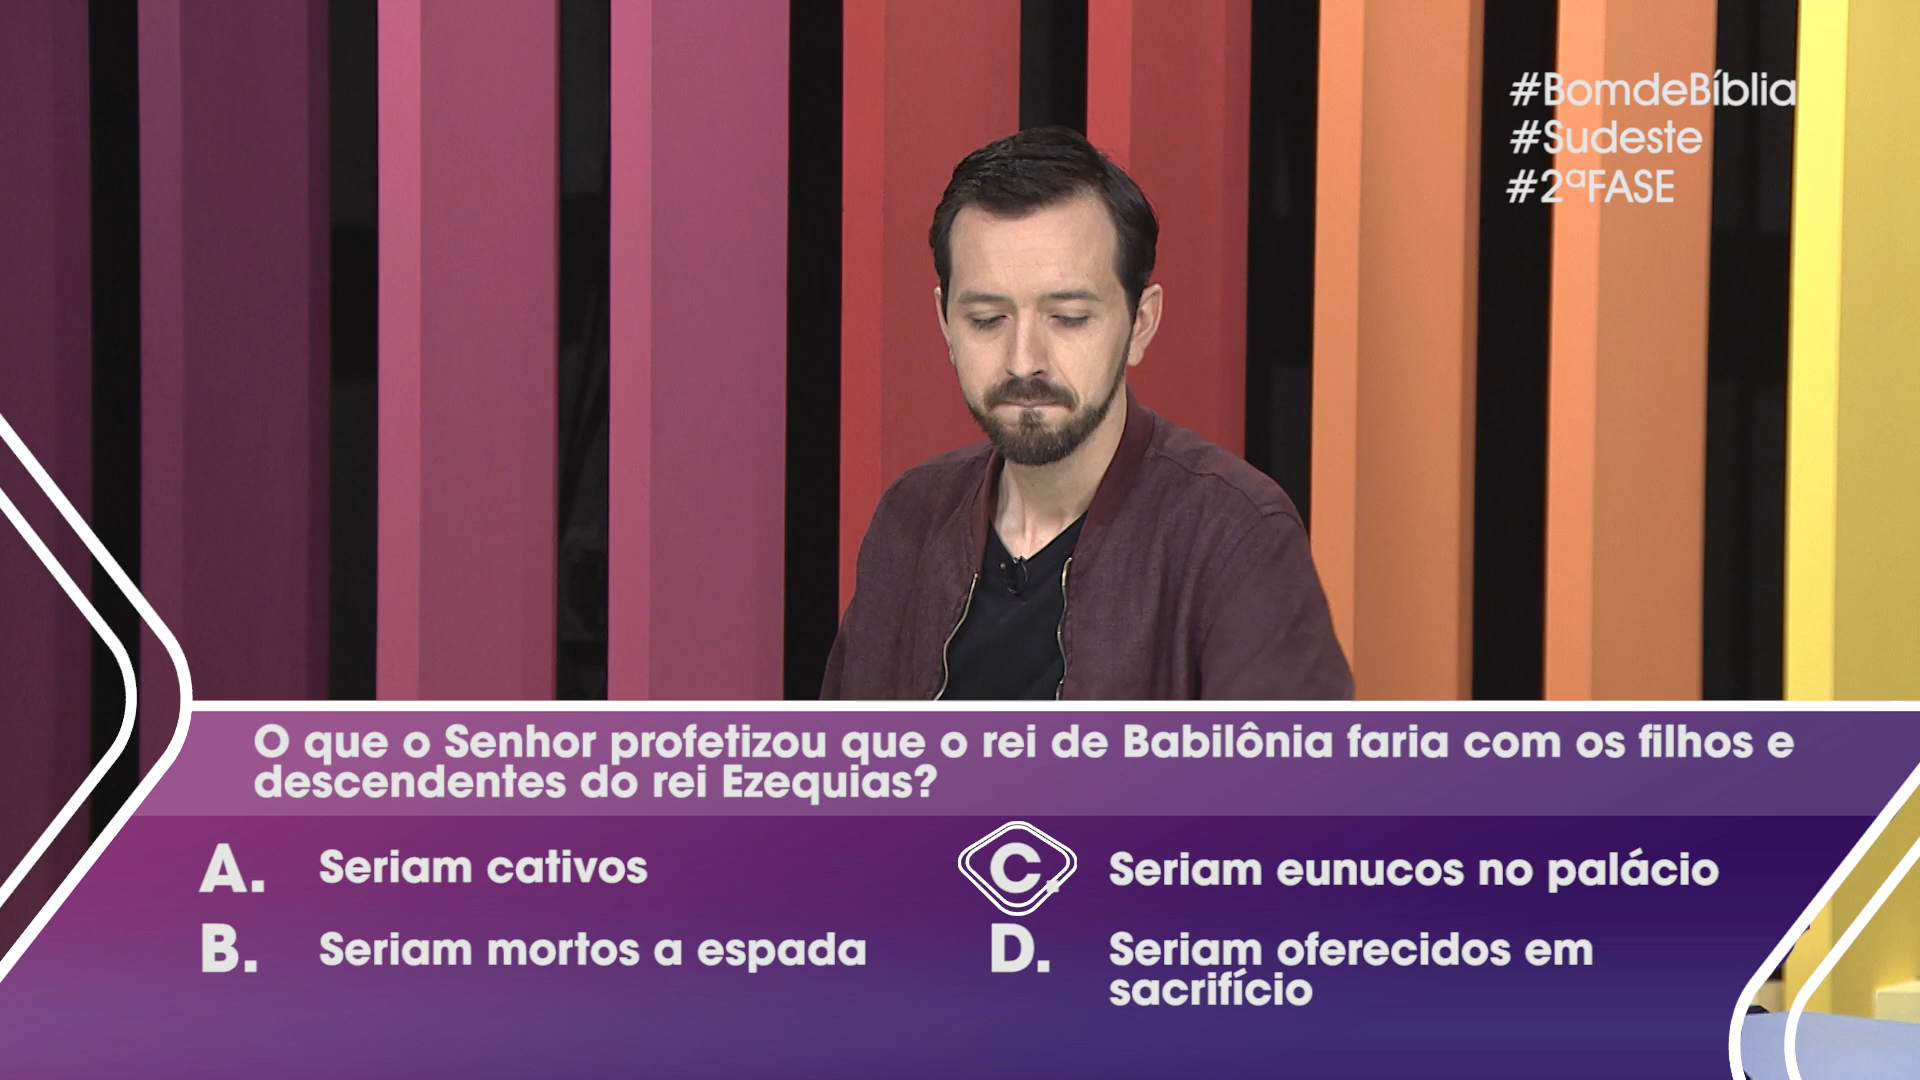 #BomdeBíblia
#Sudeste
#2ªFASE
O que o Senhor profetizou que o rei de Babilônia faria com os filhos e
descendentes do rei Ezequias?
A. Seriam cativos
B. Seriam mortos a espada
C. Seriam eunucos no palácio
D. Seriam oferecidos em
sacrifício